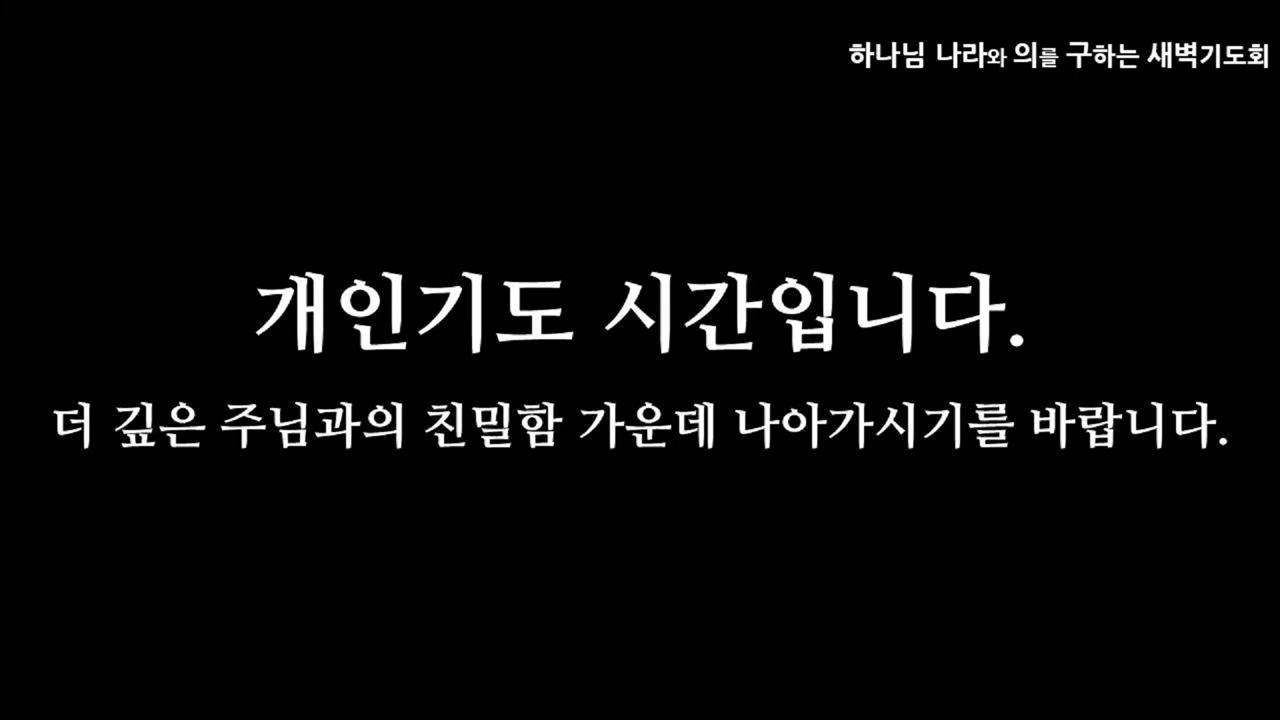 하나님 나라와 의를 구하는 새벽기도회
개인기도 시간입니다.
더 깊은 주님과의 친밀함 가운데 나아가시기를 바랍니다.